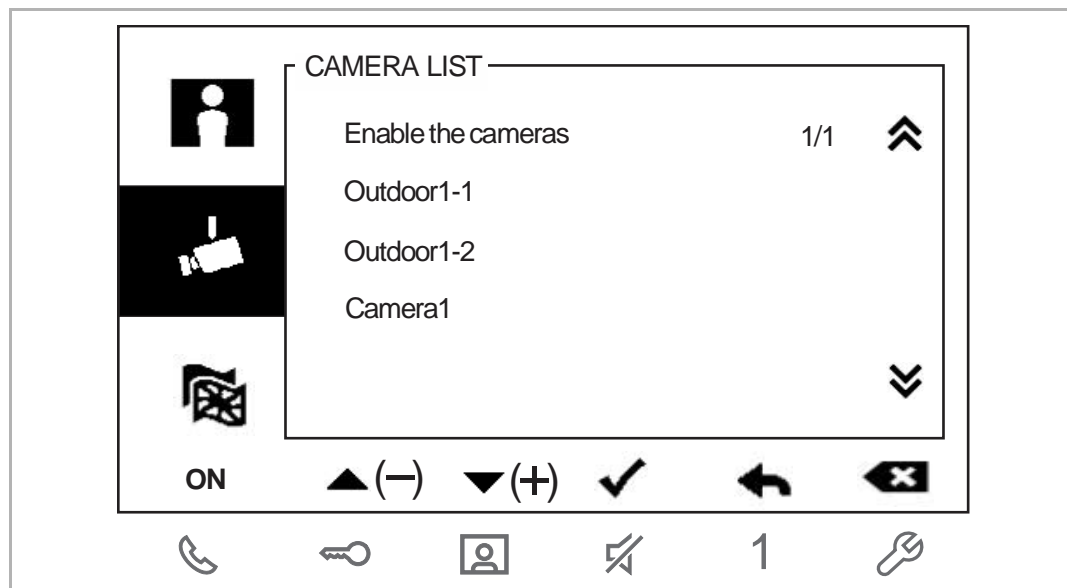 CAMERA LIST
Enable the cameras 1/1
Outdoor1-1
Outdoor1-2
Camera1
ON (−) (+)
1